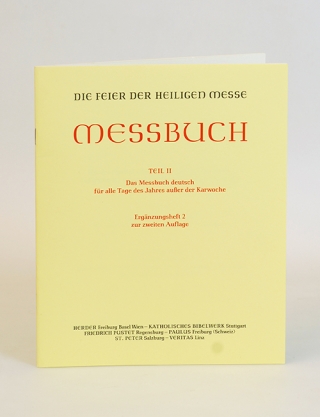 DIE FEIER DER HEILIGEN MESSE
MESSBUCH
TEIL II
Das Messbuch deutsch
für alle Tage des Jahres außer der Karwoche
Ergänzungsheft 2
zur zweiten Auflage
HERDER Freiburg Basel Wien – KATHOLISCHES BIBELWERK Stuttgart
FRIEDRICH PUSTET Regensburg – PAULUS Freiburg (Schweiz)
ST. PETER Salzburg – VERITAS Linz